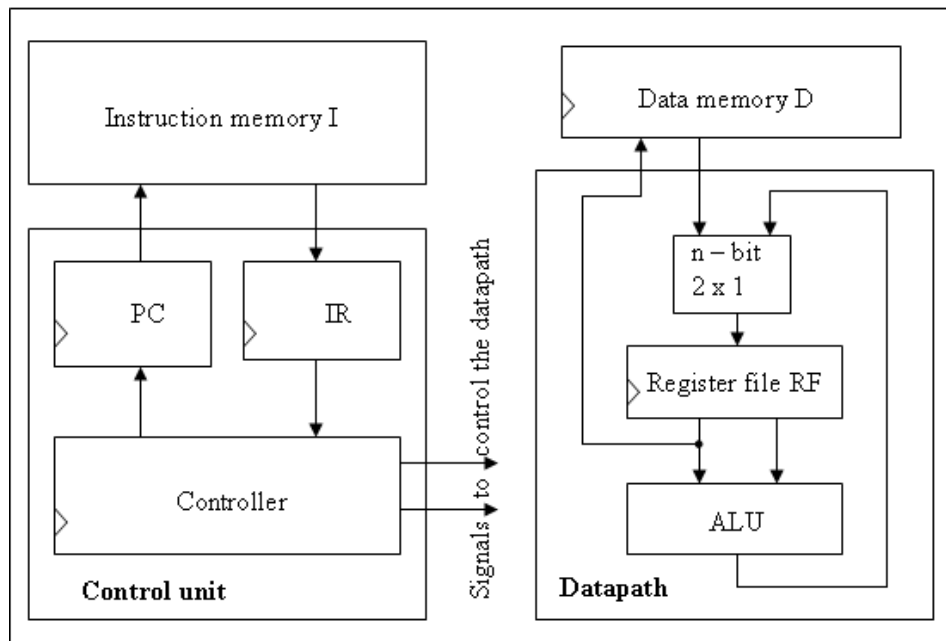 Instruction memory I
PC
IR
Controller
Control unit
Signals to control the datapath
Data memory D
n – bit
2 x 1
Register file RF
ALU
Datapath